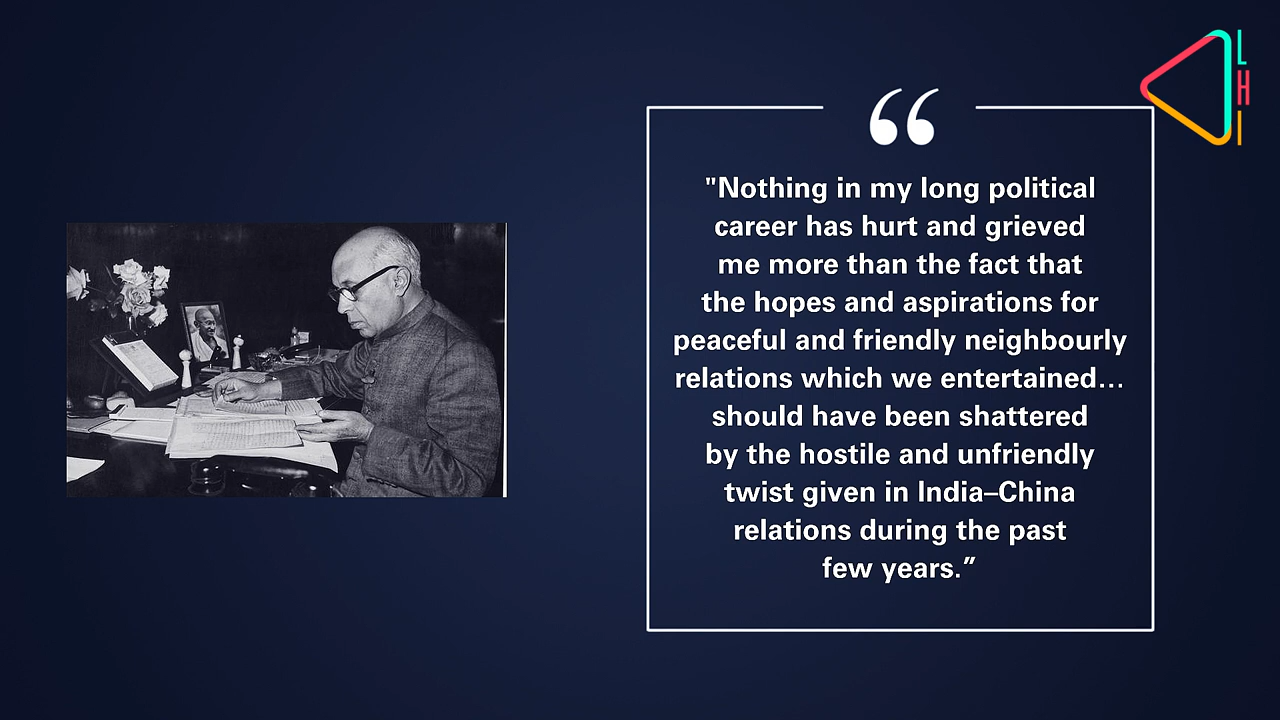 L
H
I
"Nothing in my long political
career has hurt and grieved
me more than the fact that
the hopes and aspirations for
peaceful and friendly neighbourly
relations which we entertained…
should have been shattered
by the hostile and unfriendly
twist given in India–China
relations during the past
few years.”